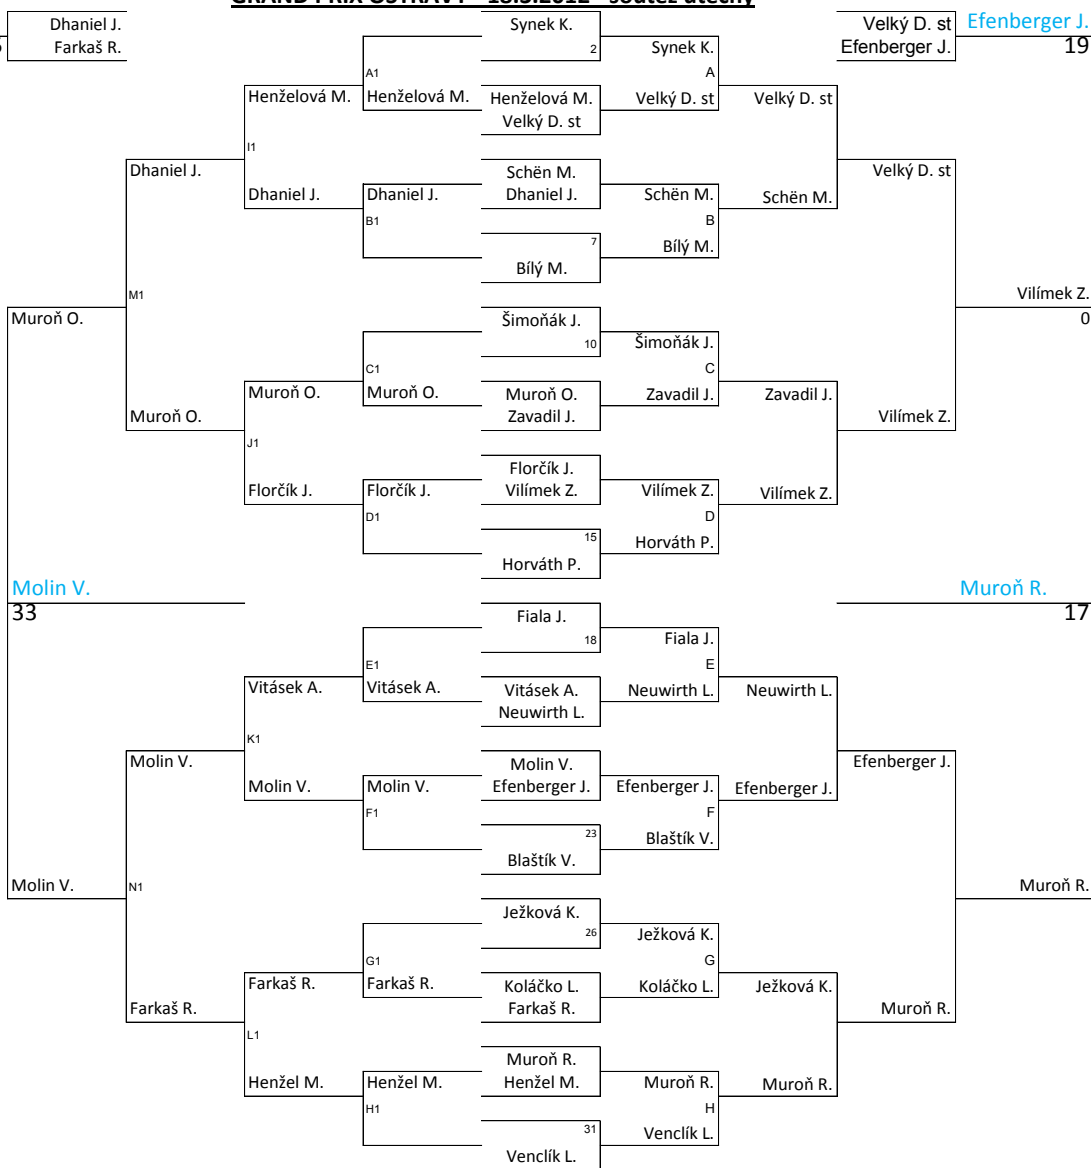 GRAND PRIX OSTRAVY - soutěž útěchy
Dhaniel J.
Farkaš R.
Synek K.
2
Velký D. st
Efenberger J.
Efenberger J.
19
Synek K.
A1
A
Henželová M.
Henželová M.
Henželová M.
Velký D. st
Velký D. st
Velký D. st
I1
Dhaniel J.
Schën M.
Dhaniel J.
Velký D. st
Dhaniel J.
Dhaniel J.
Schën M.
Schën M.
B1
B
7
Bílý M.
Bílý M.
M1
Vilímek Z.
0
Muroň O.
Šimoňák J.
10
Šimoňák J.
C1
C
Muroň O.
Muroň O.
Muroň O.
Zavadil J.
Zavadil J.
Zavadil J.
Muroň O.
Vilímek Z.
J1
Florčík J.
Vilímek Z.
Florčík J.
Florčík J.
Vilímek Z.
Vilímek Z.
D1
D
15
Horváth P.
Horváth P.
Molin V.
33
Muroň R.
17
Fiala J.
18
Fiala J.
E1
E
Vitásek A.
Vitásek A.
Vitásek A.
Neuwirth L.
Neuwirth L.
Neuwirth L.
K1
Molin V.
Molin V.
Efenberger J.
Efenberger J.
Molin V.
Molin V.
Efenberger J.
Efenberger J.
F1
F
23
Blaštík V.
Blaštík V.
Molin V.
N1
Muroň R.
Ježková K.
26
Ježková K.
G1
G
Farkaš R.
Farkaš R.
Koláčko L.
Farkaš R.
Koláčko L.
Ježková K.
Farkaš R.
Muroň R.
L1
Muroň R.
Henžel M.
Henžel M.
Henžel M.
Muroň R.
Muroň R.
H1
H
31
Venclík L.
Venclík L.